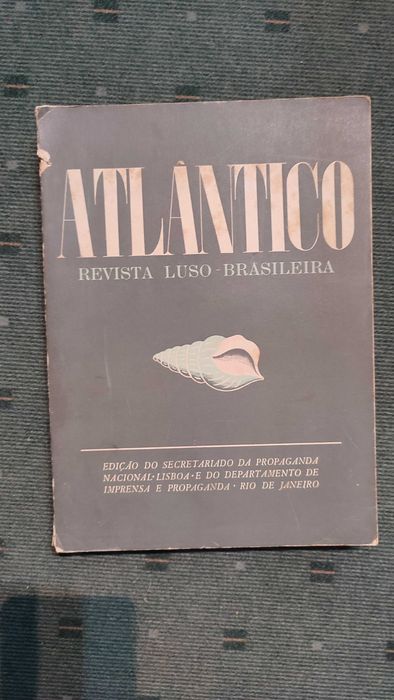 ATLÂNTICO
REVISTA LUSO-BRASILEIRA
EDIÇÃO DO SECRETARIADO DA PROPAGANDA
NACIONAL·LISBOA·E DO DEPARTAMENTO DE
IMPRENSA E PROPAGANDA·RIO DE JANEIRO